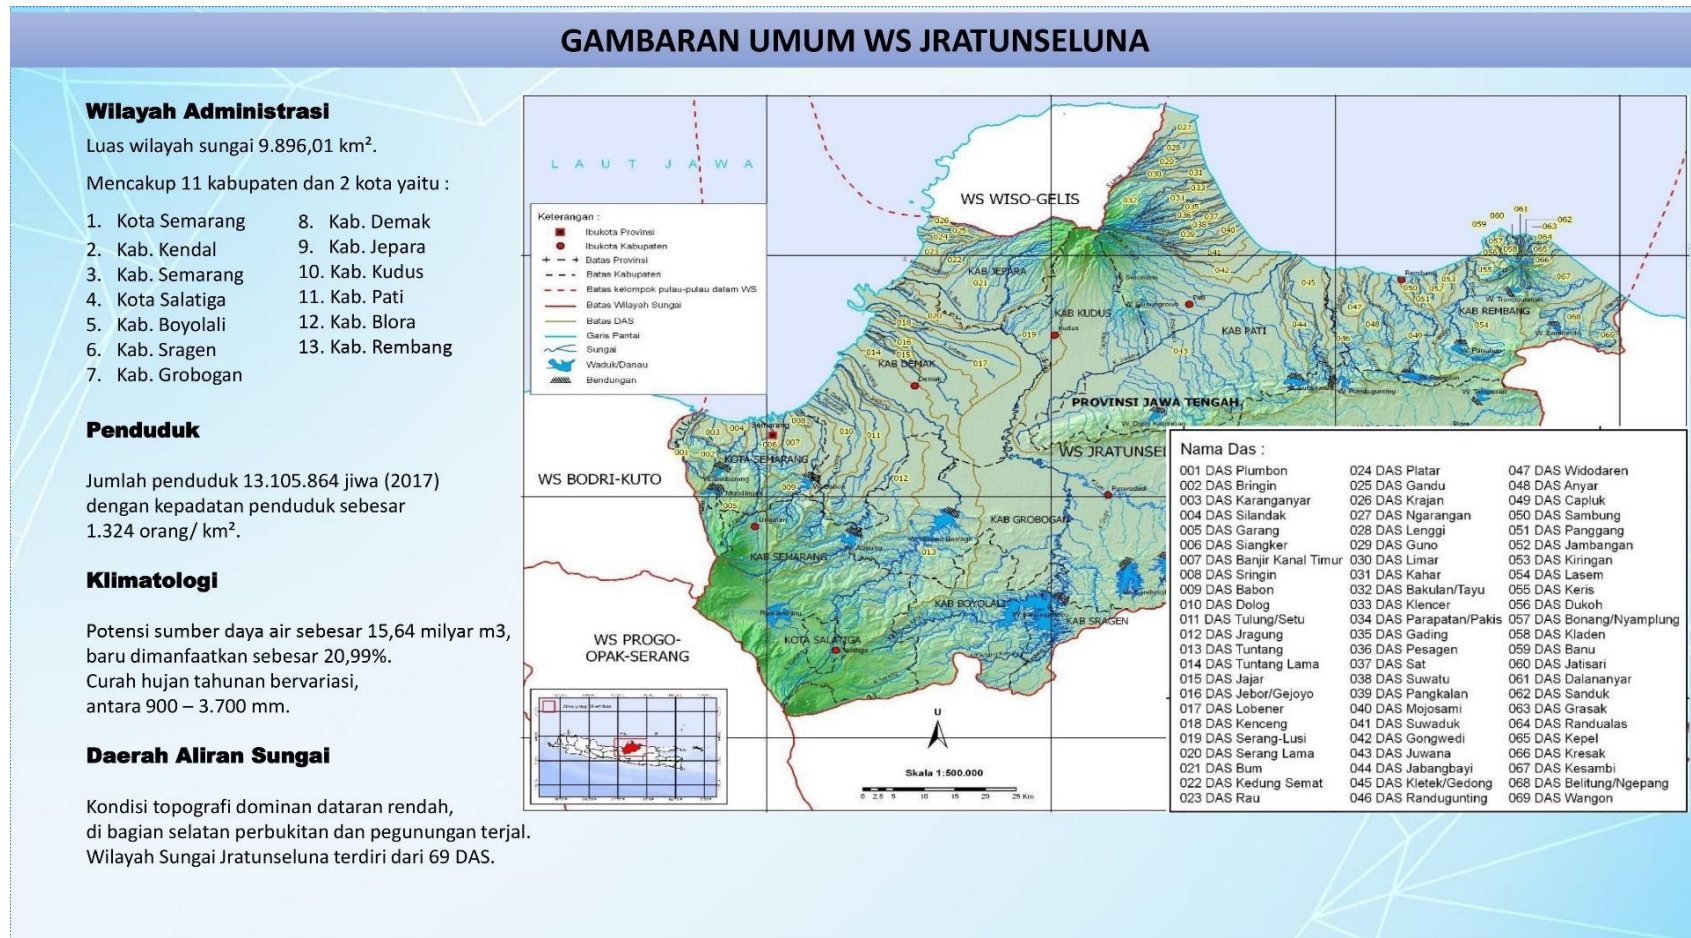 GAMBARAN UMUM WS JRATUNSELUNA
Wilayah Administrasi
Luas wilayah sungai 9.896,01 km².
Mencakup 11 kabupaten dan 2 kota yaitu :
1. Kota Semarang
2. Kab. Kendal
3. Kab. Semarang
4. Kota Salatiga
5. Kab. Boyolali
6. Kab. Sragen
7. Kab. Grobogan
8. Kab. Demak
9. Kab. Jepara
10. Kab. Kudus
11. Kab. Pati
12. Kab. Blora
13. Kab. Rembang
Penduduk
Jumlah penduduk 13.105.864 jiwa (2017)
dengan kepadatan penduduk sebesar
1.324 orang/ km².
Klimatologi
Potensi sumber daya air sebesar 15,64 milyar m3,
baru dimanfaatkan sebesar 20,99%.
Curah hujan tahunan bervariasi,
antara 900 – 3.700 mm.
Daerah Aliran Sungai
Kondisi topografi dominan dataran rendah,
di bagian selatan perbukitan dan pegunungan terjal.
Wilayah Sungai Jratunseluna terdiri dari 69 DAS.
LAUT JAWA
Keterangan :
Ibukota Provinsi
Ibukota Kabupaten
Batas Provinsi
Batas Kabupaten
Batas kelompok pulau-pulau dalam WS
Batas Wilayah Sungai
Batas DAS
Garis Pantai
Sungai
Waduk/Danau
Bendungan
WS WISO-GELIS
KAB JEPARA
KAB KUDUS
Kudus
Pati
KAB PATI
Rembang
KAB REMBANG
KAB DEMAK
Demak
PROVINSI JAWA TENGAH
WS JRATUNSEL
Semarang
KOTA SEMARANG
WS BODRI-KUTO
Ungaran
KAB SEMARANG
Purwodadi
KAB GROBOGAN
KAB BOYOLALI
KAB SRAGEN
KOTA SALATIGA
Salatiga
WS PROGO-
OPAK-SERANG
U
Skala 1:500.000
0 2,5 5 10 15 20 25 Km
Nama Das :
001 DAS Plumbon
002 DAS Bringin
003 DAS Karanganyar
004 DAS Silandak
005 DAS Garang
006 DAS Siangker
007 DAS Banjir Kanal Timur
008 DAS Sringin
009 DAS Babon
010 DAS Dolog
011 DAS Tulung/Setu
012 DAS Jragung
013 DAS Tuntang
014 DAS Tuntang Lama
015 DAS Jajar
016 DAS Jebor/Gejoyo
017 DAS Lobener
018 DAS Kenceng
019 DAS Serang-Lusi
020 DAS Serang Lama
021 DAS Bum
022 DAS Kedung Semat
023 DAS Rau
024 DAS Platar
025 DAS Gandu
026 DAS Krajan
027 DAS Ngarangan
028 DAS Lenggi
029 DAS Guno
030 DAS Limar
031 DAS Kahar
032 DAS Bakulan/Tayu
033 DAS Klencer
034 DAS Parapatan/Pakis
035 DAS Gading
036 DAS Pesagen
037 DAS Sat
038 DAS Suwatu
039 DAS Pangkalan
040 DAS Mojosami
041 DAS Suwaduk
042 DAS Gongwedi
043 DAS Juwana
044 DAS Jabangbayi
045 DAS Kletek/Gedong
046 DAS Randugunting
047 DAS Widodaren
048 DAS Anyar
049 DAS Capluk
050 DAS Sambung
051 DAS Panggang
052 DAS Jambangan
053 DAS Kiringan
054 DAS Lasem
055 DAS Keris
056 DAS Dukoh
057 DAS Bonang/Nyamplung
058 DAS Kladen
059 DAS Banu
060 DAS Jatisari
061 DAS Dalananyar
062 DAS Sanduk
063 DAS Grasak
064 DAS Randualas
065 DAS Kepel
066 DAS Kresak
067 DAS Kesambi
068 DAS Belitung/Ngepang
069 DAS Wangon